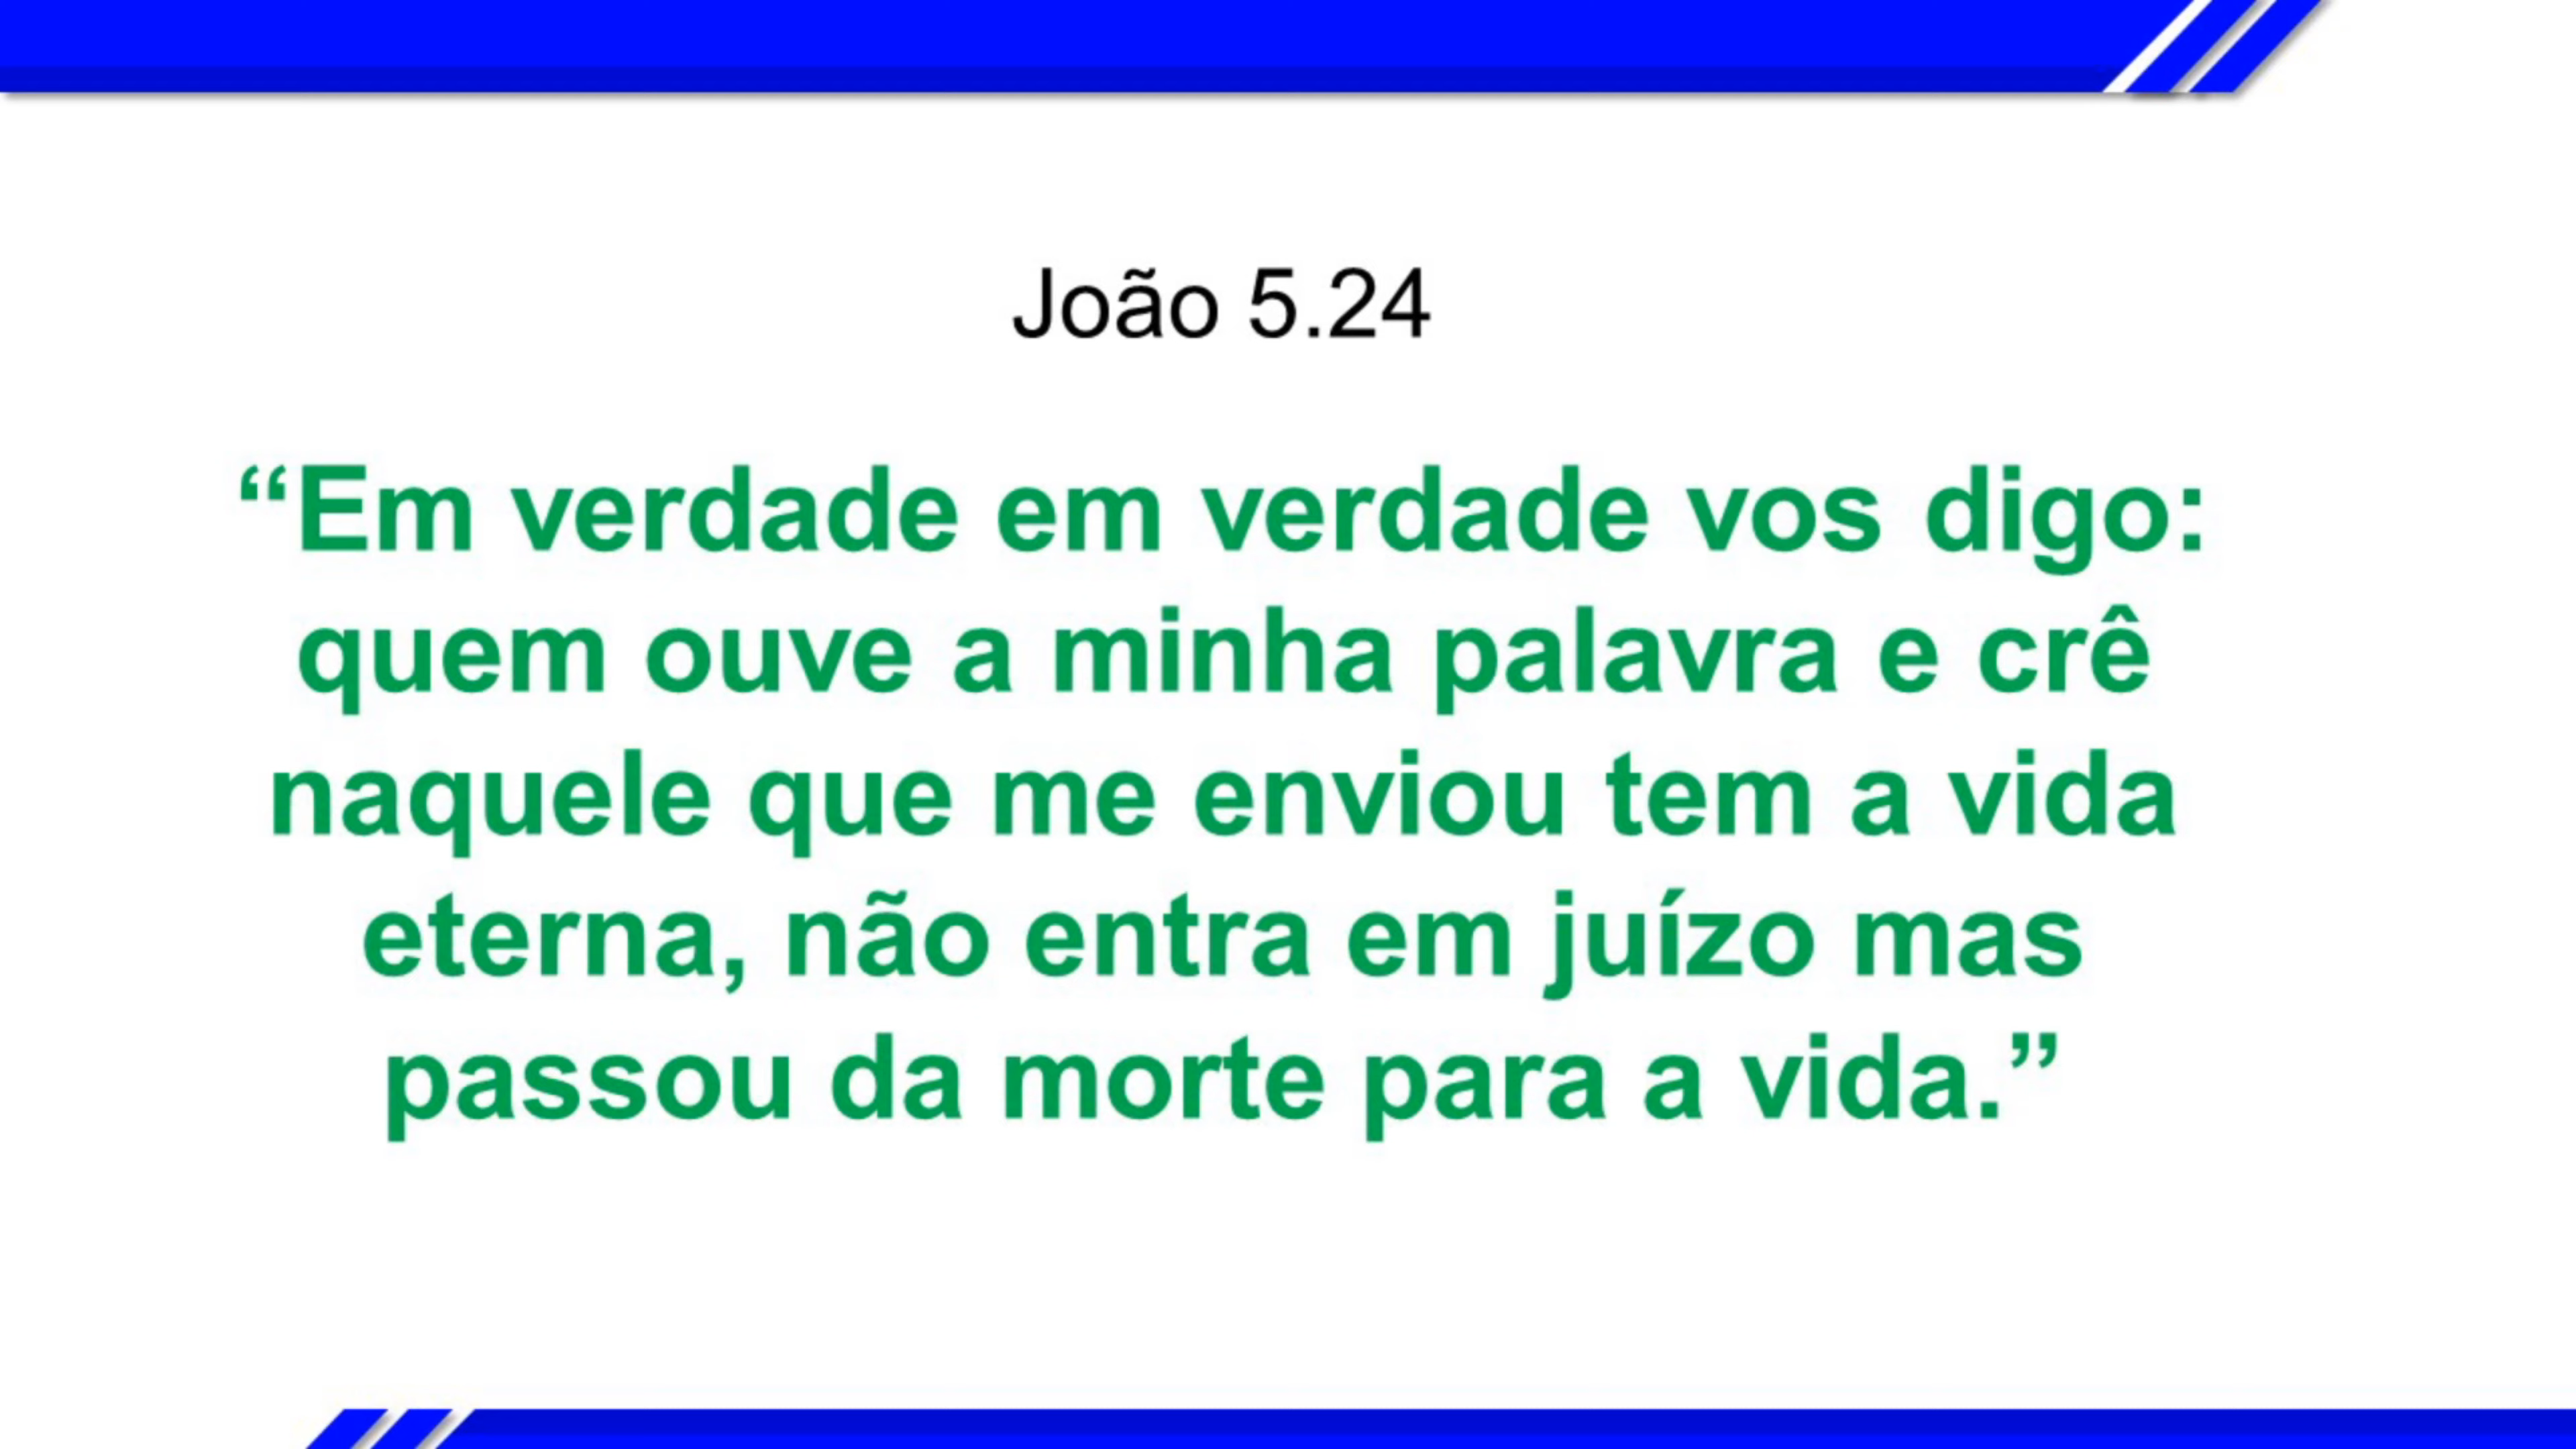 João 5.24
“Em verdade em verdade vos digo:
quem ouve a minha palavra e crê
naquele que me enviou tem a vida
eterna, não entra em juízo mas
passou da morte para a vida.”